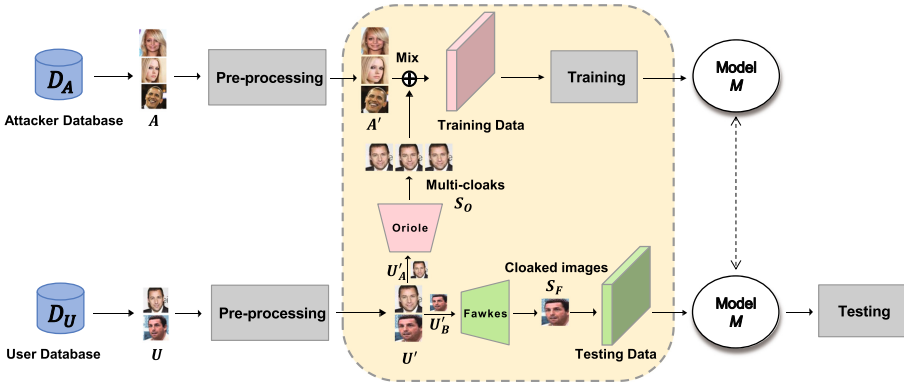 D_A
Attacker Database
A
Pre-processing
A′
Mix
Training Data
Training
Model
M
Multi-cloaks
S_O
Oriole
U′_A
D_U
User Database
U
Pre-processing
U′
U′_B
Fawkes
Cloaked images
S_F
Testing Data
Model
M
Testing